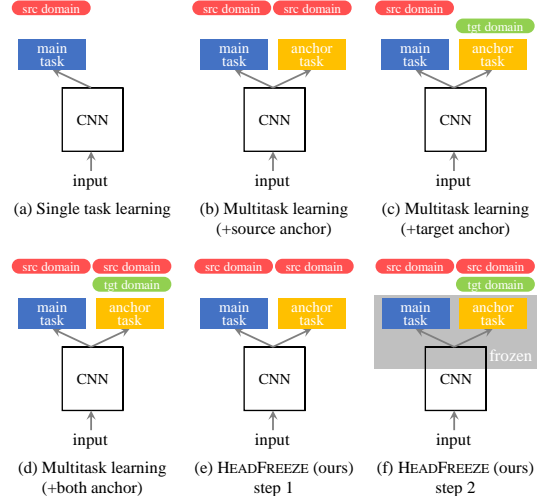 src domain
main
task
CNN
input
(a) Single task learning
src domain src domain
main
task
anchor
task
CNN
input
(b) Multitask learning
(+source anchor)
src domain
tgt domain
main
task
anchor
task
CNN
input
(c) Multitask learning
(+target anchor)
src domain src domain
tgt domain
main
task
anchor
task
CNN
input
(d) Multitask learning
(+both anchor)
src domain src domain
main
task
anchor
task
CNN
input
(e) HEADFREEZE (ours)
step 1
src domain src domain
tgt domain
main
task
anchor
task
frozen
CNN
input
(f) HEADFREEZE (ours)
step 2